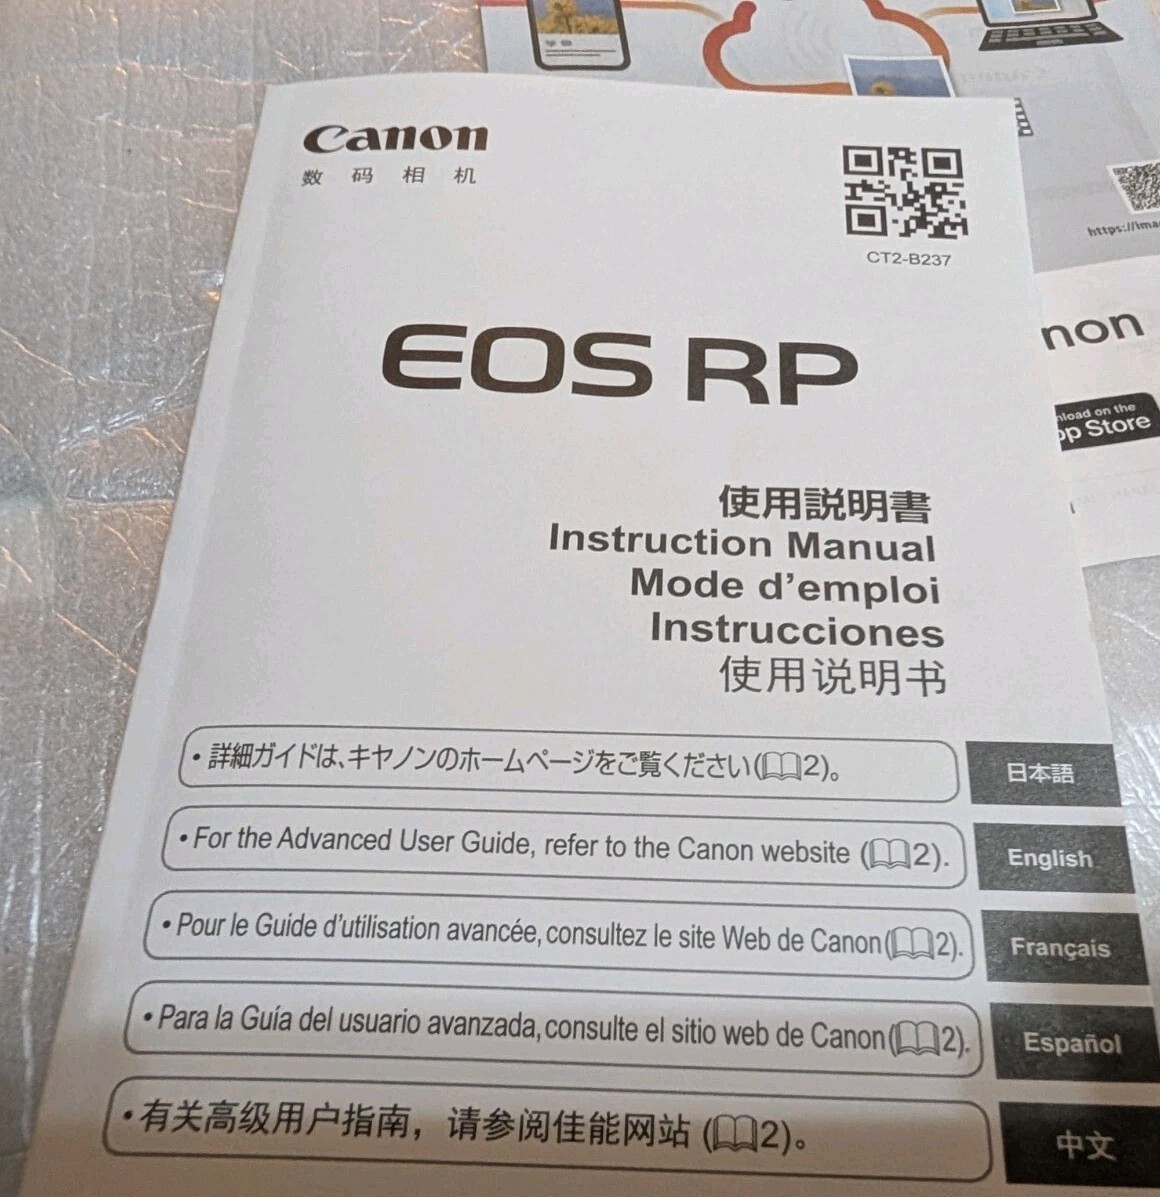 Canon
数 码 相 机
CT2-B237
https://ima
EOS RP
non
nload on the
pp Store
使用説明書
Instruction Manual
Mode d'emploi
Instrucciones
使用说明书
・詳細ガイドは、キヤノンのホームページをご覧ください(2)。
日本語
• For the Advanced User Guide, refer to the Canon website (2).
English
• Pour le Guide d'utilisation avancée, consultez le site Web de Canon (2).
Français
• Para la Guía del usuario avanzada, consulte el sitio web de Canon (2).
Español
• 有关高级用户指南，请参阅佳能网站 (2)。
中文